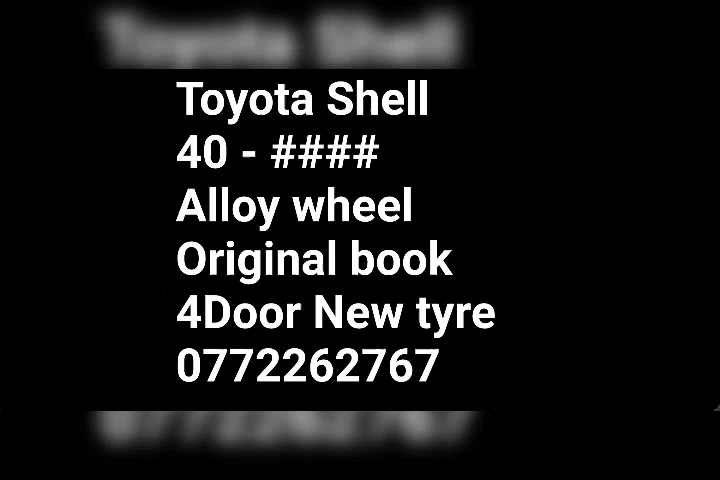 Toyota Shell
40 - ####
Alloy wheel
Original book
4Door New tyre
0772262767